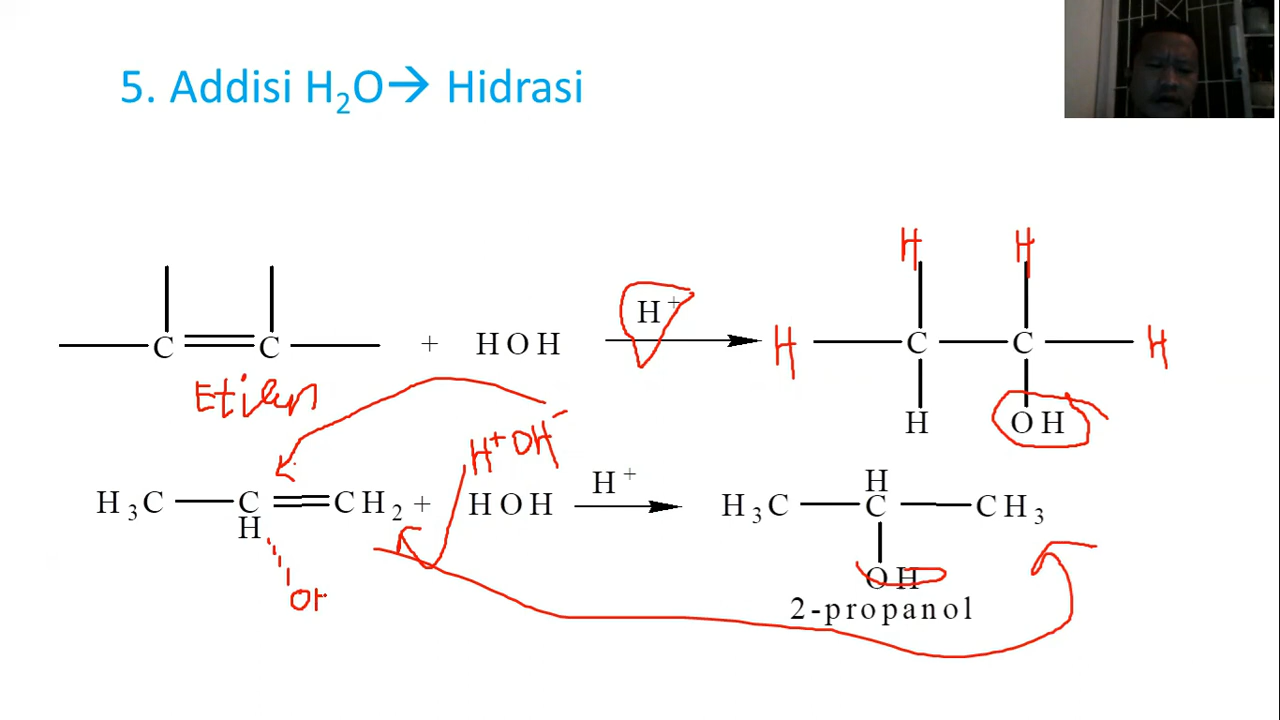 5. Addisi H₂O→ Hidrasi
H H
C C + HOH H⁺ H C C H
H OH
Etilen
H⁺OH⁻
H₃C C CH₂ + HOH H⁺ H₃C C CH₃
H H
OH OH
2-propanol